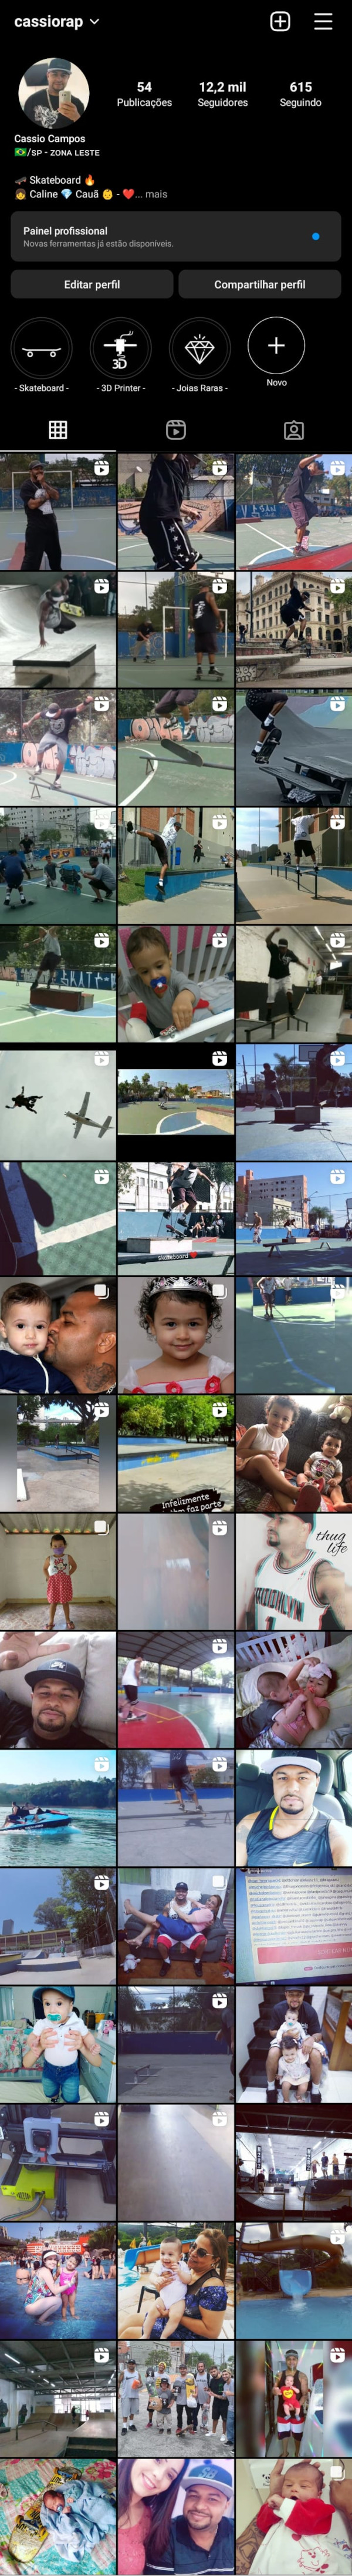 cassiorap
54
12,2 mil
615
Publicações
Seguidores
Seguindo
Cassio Campos
🇧🇷/SP - ZONA LESTE
🛹 Skateboard 🔥
👧 Caline 💎 Cauã 👶 - ❤️... mais
Painel profissional
Novas ferramentas já estão disponíveis.
Editar perfil
Compartilhar perfil
3D
- Skateboard -
- 3D Printer -
- Joias Raras -
Novo
skateboard ❤️
Infelizmente
faz parte
thug
life